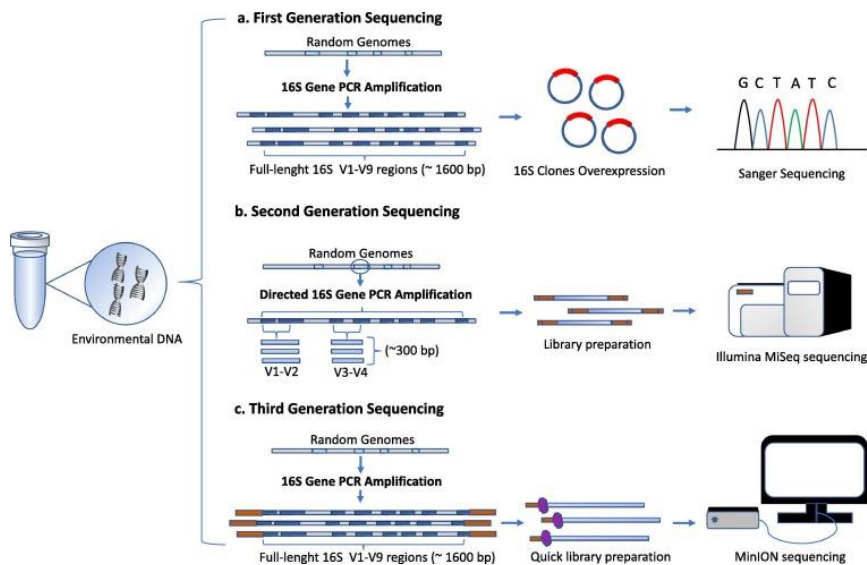 a. First Generation Sequencing
Random Genomes
16S Gene PCR Amplification
Full-lenght 16S V1-V9 regions (~ 1600 bp)
16S Clones Overexpression
G C T A T C
Sanger Sequencing
Environmental DNA
b. Second Generation Sequencing
Random Genomes
Directed 16S Gene PCR Amplification
(~300 bp)
V1-V2
V3-V4
Library preparation
Illumina MiSeq sequencing
c. Third Generation Sequencing
Random Genomes
16S Gene PCR Amplification
Full-lenght 16S V1-V9 regions (~ 1600 bp)
Quick library preparation
MinION sequencing